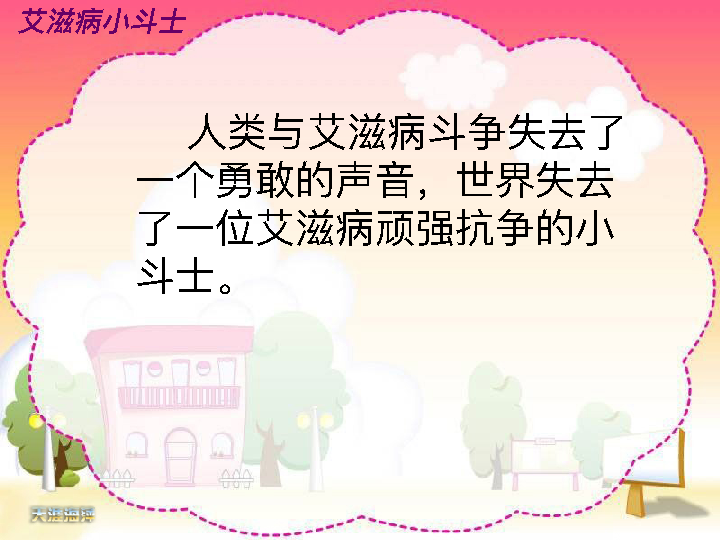 艾滋病小斗士
人类与艾滋病斗争失去了
一个勇敢的声音，世界失去
了一位艾滋病顽强抗争的小
斗士。